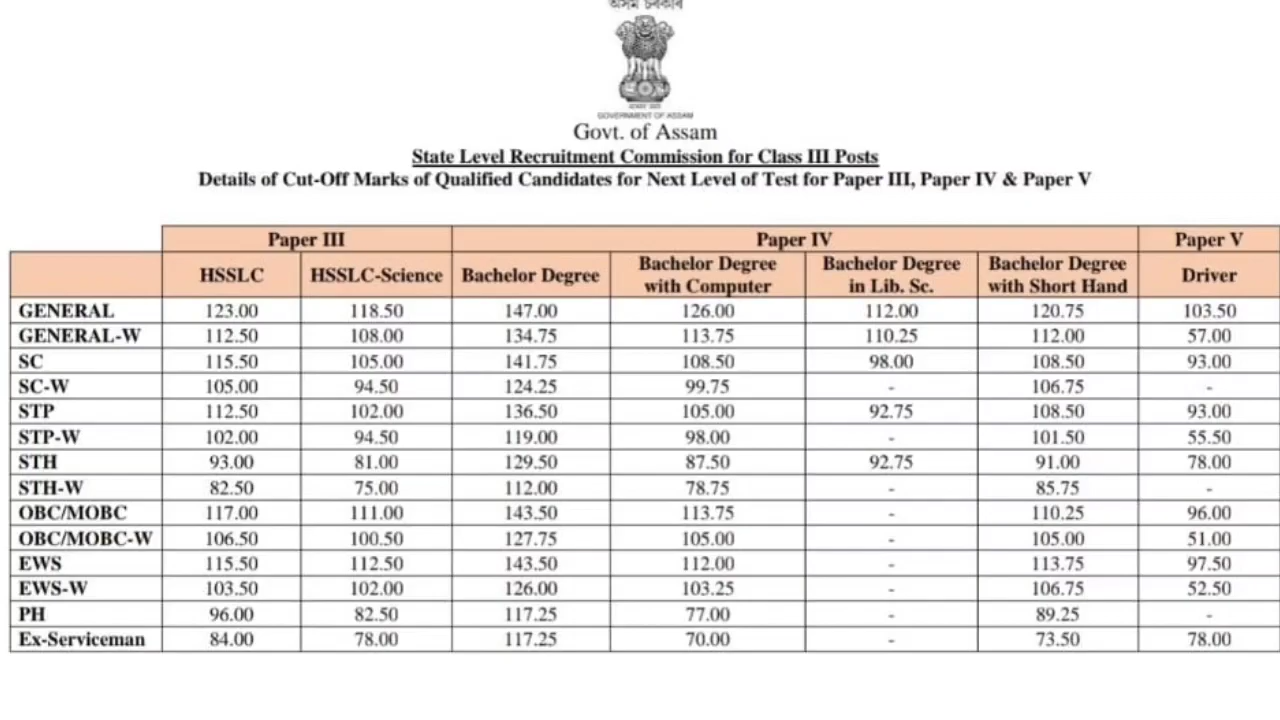 অসম চৰকাৰ
GOVERNMENT OF ASSAM
Govt. of Assam
State Level Recruitment Commission for Class III Posts
Details of Cut-Off Marks of Qualified Candidates for Next Level of Test for Paper III, Paper IV & Paper V
Paper III Paper IV Paper V
HSSLC HSSLC-Science Bachelor Degree Bachelor Degree with Computer Bachelor Degree in Lib. Sc. Bachelor Degree with Short Hand Driver
GENERAL 123.00 118.50 147.00 126.00 112.00 120.75 103.50
GENERAL-W 112.50 108.00 134.75 113.75 110.25 112.00 57.00
SC 115.50 105.00 141.75 108.50 98.00 108.50 93.00
SC-W 105.00 94.50 124.25 99.75 - 106.75 -
STP 112.50 102.00 136.50 105.00 92.75 108.50 93.00
STP-W 102.00 94.50 119.00 98.00 - 101.50 55.50
STH 93.00 81.00 129.50 87.50 92.75 91.00 78.00
STH-W 82.50 75.00 112.00 78.75 - 85.75 -
OBC/MOBC 117.00 111.00 143.50 113.75 - 110.25 96.00
OBC/MOBC-W 106.50 100.50 127.75 105.00 - 105.00 51.00
EWS 115.50 112.50 143.50 112.00 - 113.75 97.50
EWS-W 103.50 102.00 126.00 103.25 - 106.75 52.50
PH 96.00 82.50 117.25 77.00 - 89.25 -
Ex-Serviceman 84.00 78.00 117.25 70.00 - 73.50 78.00